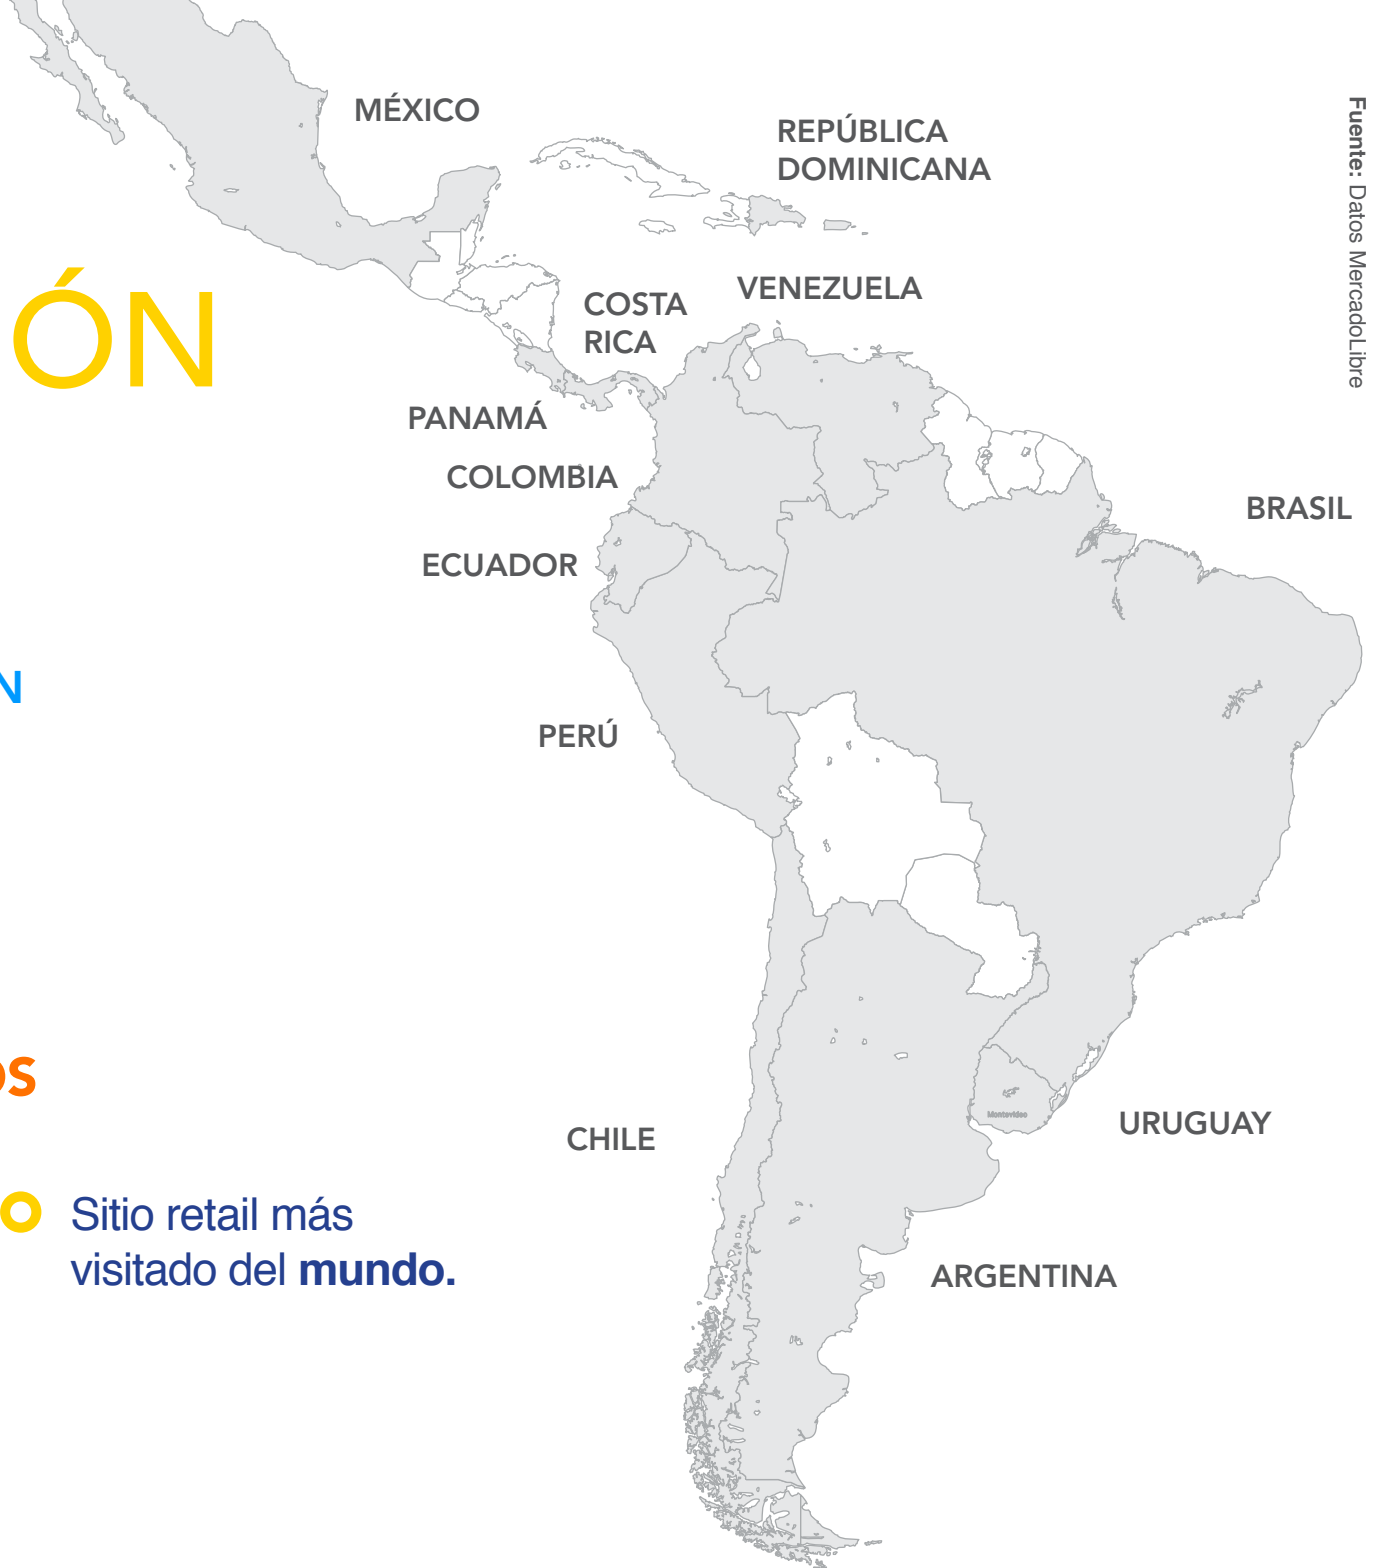 MÉXICO
REPÚBLICA
DOMINICANA
Fuente: Datos MercadoLibre
ÓN
VENEZUELA
COSTA
RICA
PANAMÁ
COLOMBIA
BRASIL
ECUADOR
N
PERÚ
OS
Montevideo
URUGUAY
CHILE
Sitio retail más
visitado del mundo.
ARGENTINA